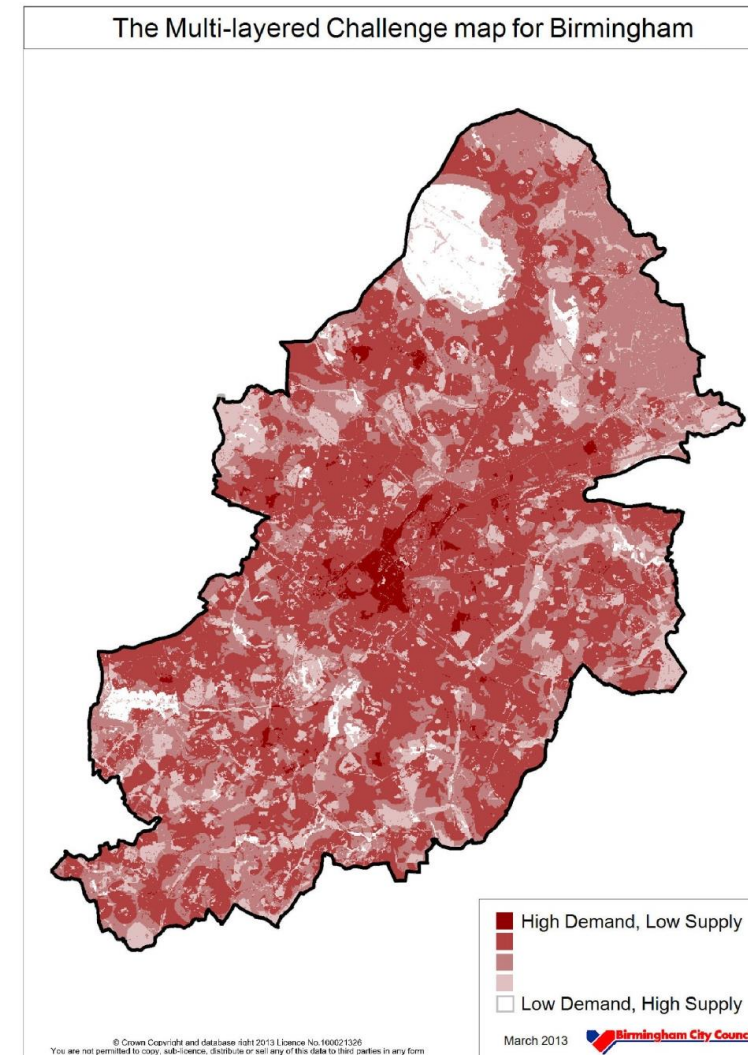 The Multi-layered Challenge map for Birmingham
High Demand, Low Supply
Low Demand, High Supply
March 2013
Birmingham City Counc
© Crown Copyright and database right 2013 Licence No.100021326
You are not permitted to copy, sub-licence, distribute or sell any of this data to third parties in any form